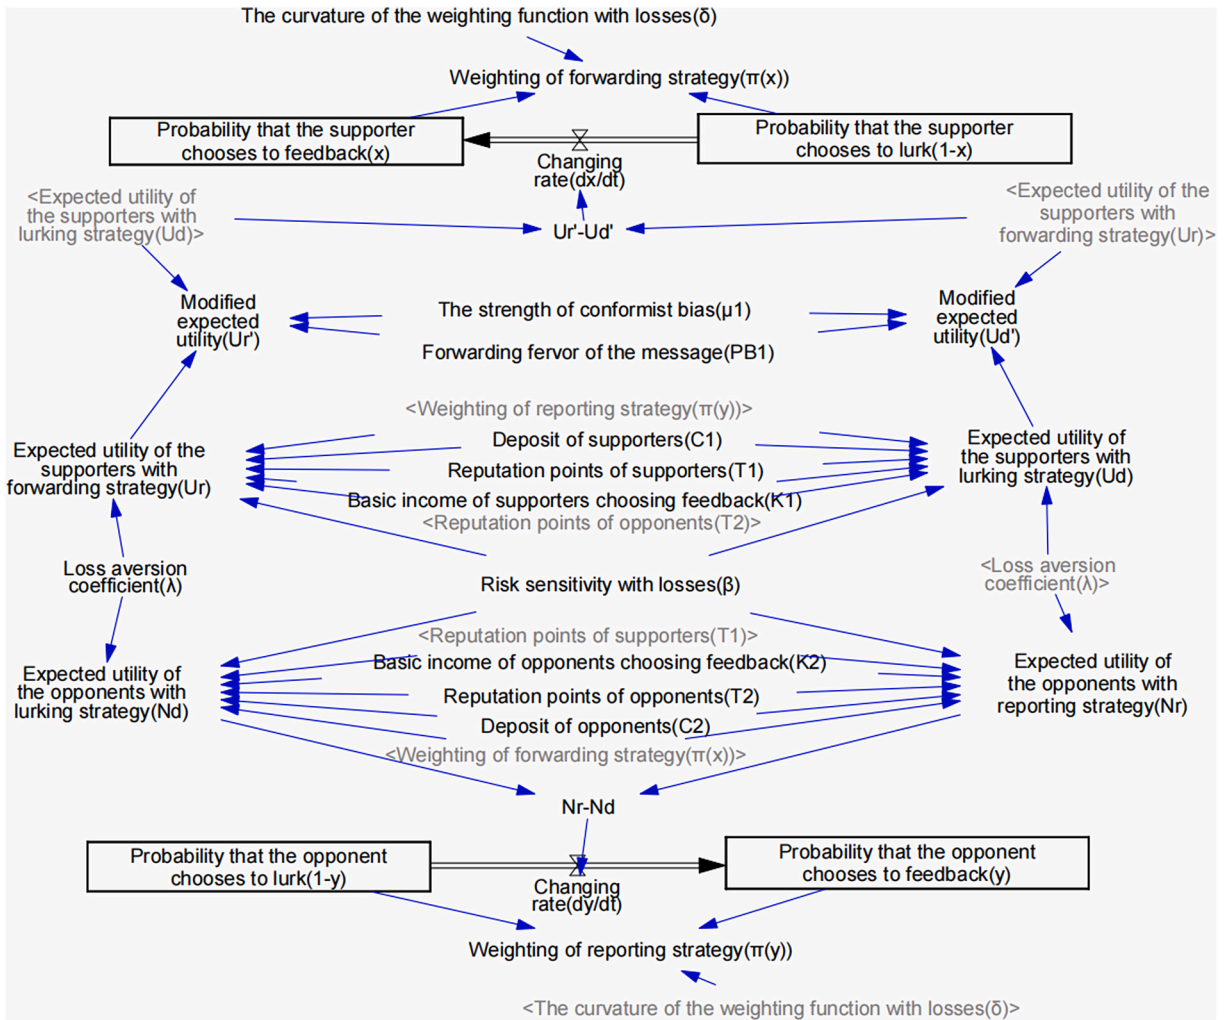 The curvature of the weighting function with losses(δ)
Weighting of forwarding strategy(π(x))
Probability that the supporter
chooses to feedback(x)
Probability that the supporter
chooses to lurk(1-x)
Changing
rate(dx/dt)
<Expected utility of
the supporters with
lurking strategy(Ud)>
Ur'-Ud'
<Expected utility of the
supporters with
forwarding strategy(Ur)>
Modified
expected
utility(Ur')
The strength of conformist bias(μ1)
Forwarding fervor of the message(PB1)
Modified
expected
utility(Ud')
<Weighting of reporting strategy(π(y))>
Deposit of supporters(C1)
Reputation points of supporters(T1)
Basic income of supporters choosing feedback(K1)
<Reputation points of opponents(T2)>
Expected utility of the
supporters with
forwarding strategy(Ur)
Expected utility of
the supporters with
lurking strategy(Ud)
Loss aversion
coefficient(λ)
Risk sensitivity with losses(β)
<Loss aversion
coefficient(λ)>
<Reputation points of supporters(T1)>
Basic income of opponents choosing feedback(K2)
Reputation points of opponents(T2)
Deposit of opponents(C2)
<Weighting of forwarding strategy(π(x))>
Expected utility of
the opponents with
lurking strategy(Nd)
Expected utility of
the opponents with
reporting strategy(Nr)
Nr-Nd
Probability that the opponent
chooses to lurk(1-y)
Probability that the opponent
chooses to feedback(y)
Changing
rate(dy/dt)
Weighting of reporting strategy(π(y))
<The curvature of the weighting function with losses(δ)>